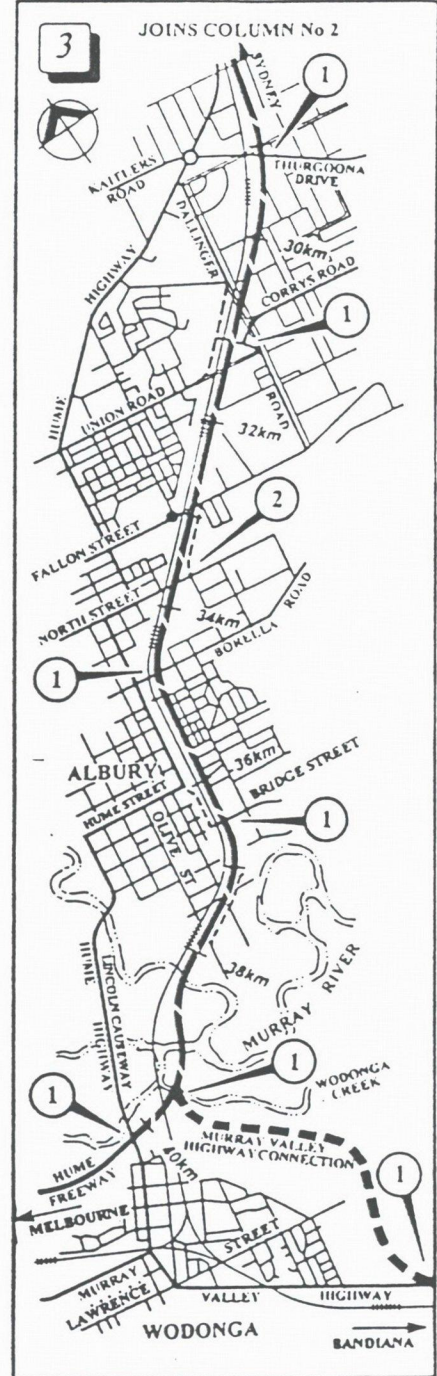 3
JOINS COLUMN No 2
SYDNEY
1
KAITLERS
ROAD
THURGOONA
DRIVE
DALLINGER
30km
CORRYS ROAD
HIGHWAY
1
HUME
UNION ROAD
ROAD
32km
2
FALLON STREET
NORTH STREET
34km
BORELLA ROAD
1
36km
ALBURY
BRIDGE STREET
HUME STREET
OLIVE ST
1
38km
HUME HIGHWAY
LINCOLN CAUSEWAY
MURRAY RIVER
1
WODONGA
CREEK
1
MURRAY VALLEY
HIGHWAY CONNECTION
HUME
FREEWAY
40km
1
MELBOURNE
STREET
MURRAY
LAWRENCE
VALLEY HIGHWAY
WODONGA
BANDIANA